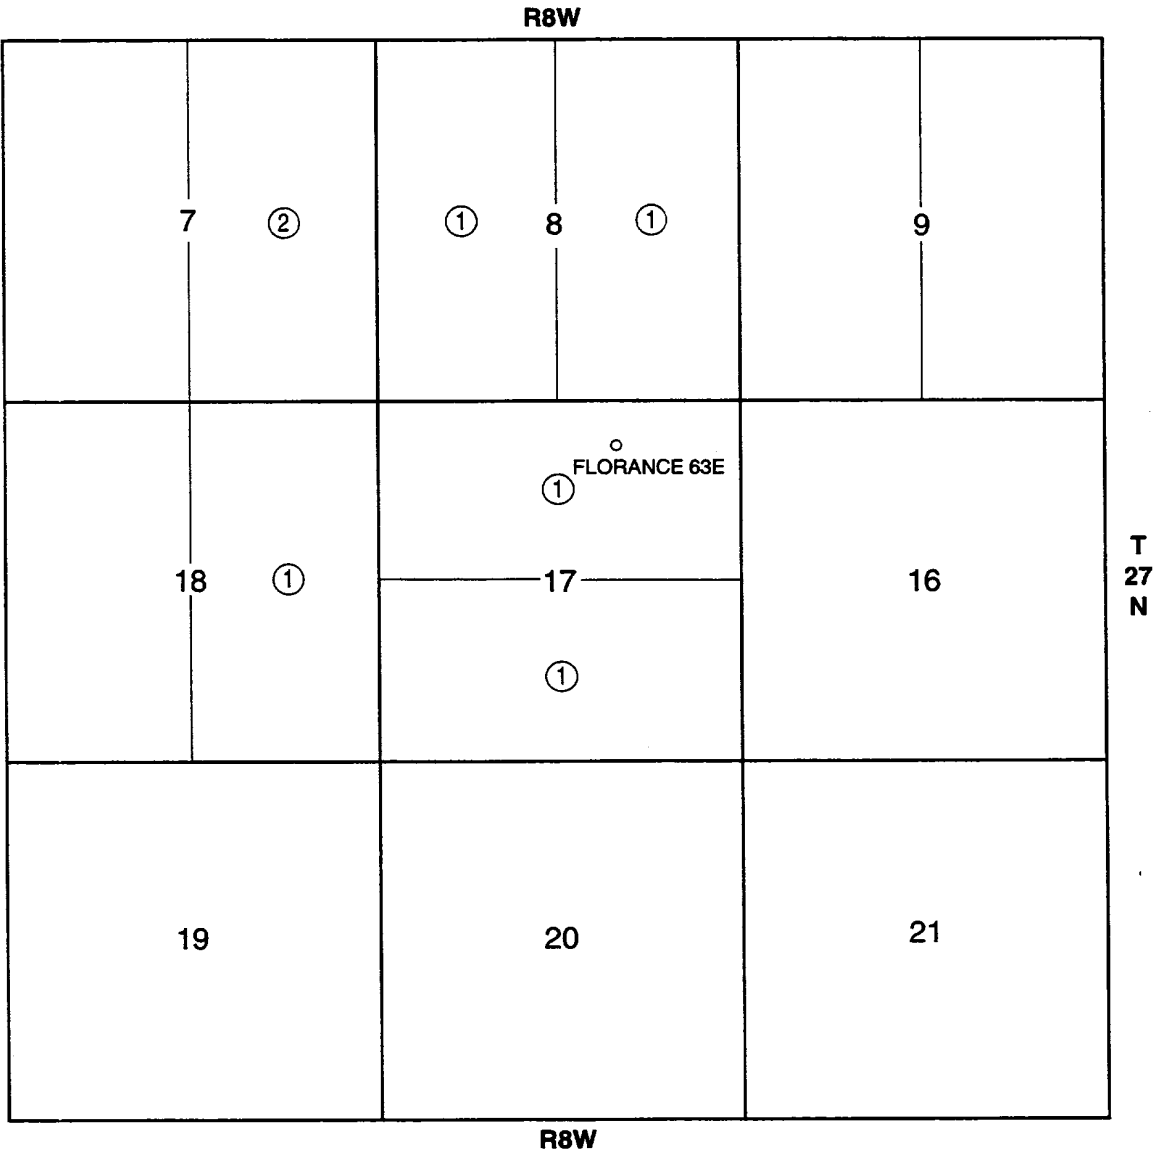 R8W
7 ② ① 8 ① 9
FLORANCE 63E
①
18 ① 17 16
T
27
N
①
19 20 21
R8W